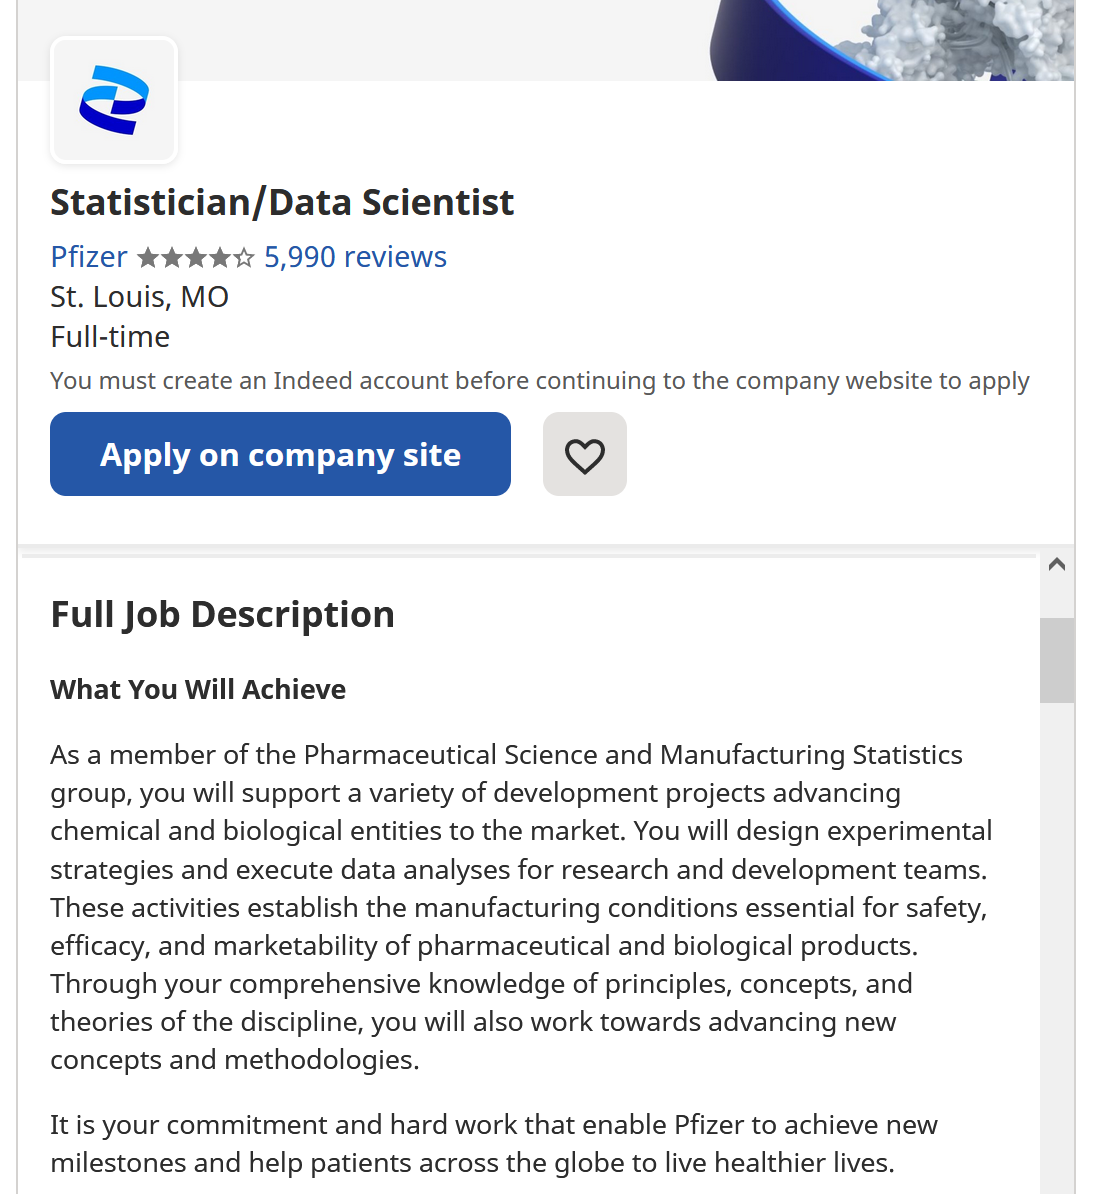 Statistician/Data Scientist
Pfizer ★★★★☆ 5,990 reviews
St. Louis, MO
Full-time
You must create an Indeed account before continuing to the company website to apply
Apply on company site
Full Job Description
What You Will Achieve
As a member of the Pharmaceutical Science and Manufacturing Statistics
group, you will support a variety of development projects advancing
chemical and biological entities to the market. You will design experimental
strategies and execute data analyses for research and development teams.
These activities establish the manufacturing conditions essential for safety,
efficacy, and marketability of pharmaceutical and biological products.
Through your comprehensive knowledge of principles, concepts, and
theories of the discipline, you will also work towards advancing new
concepts and methodologies.
It is your commitment and hard work that enable Pfizer to achieve new
milestones and help patients across the globe to live healthier lives.